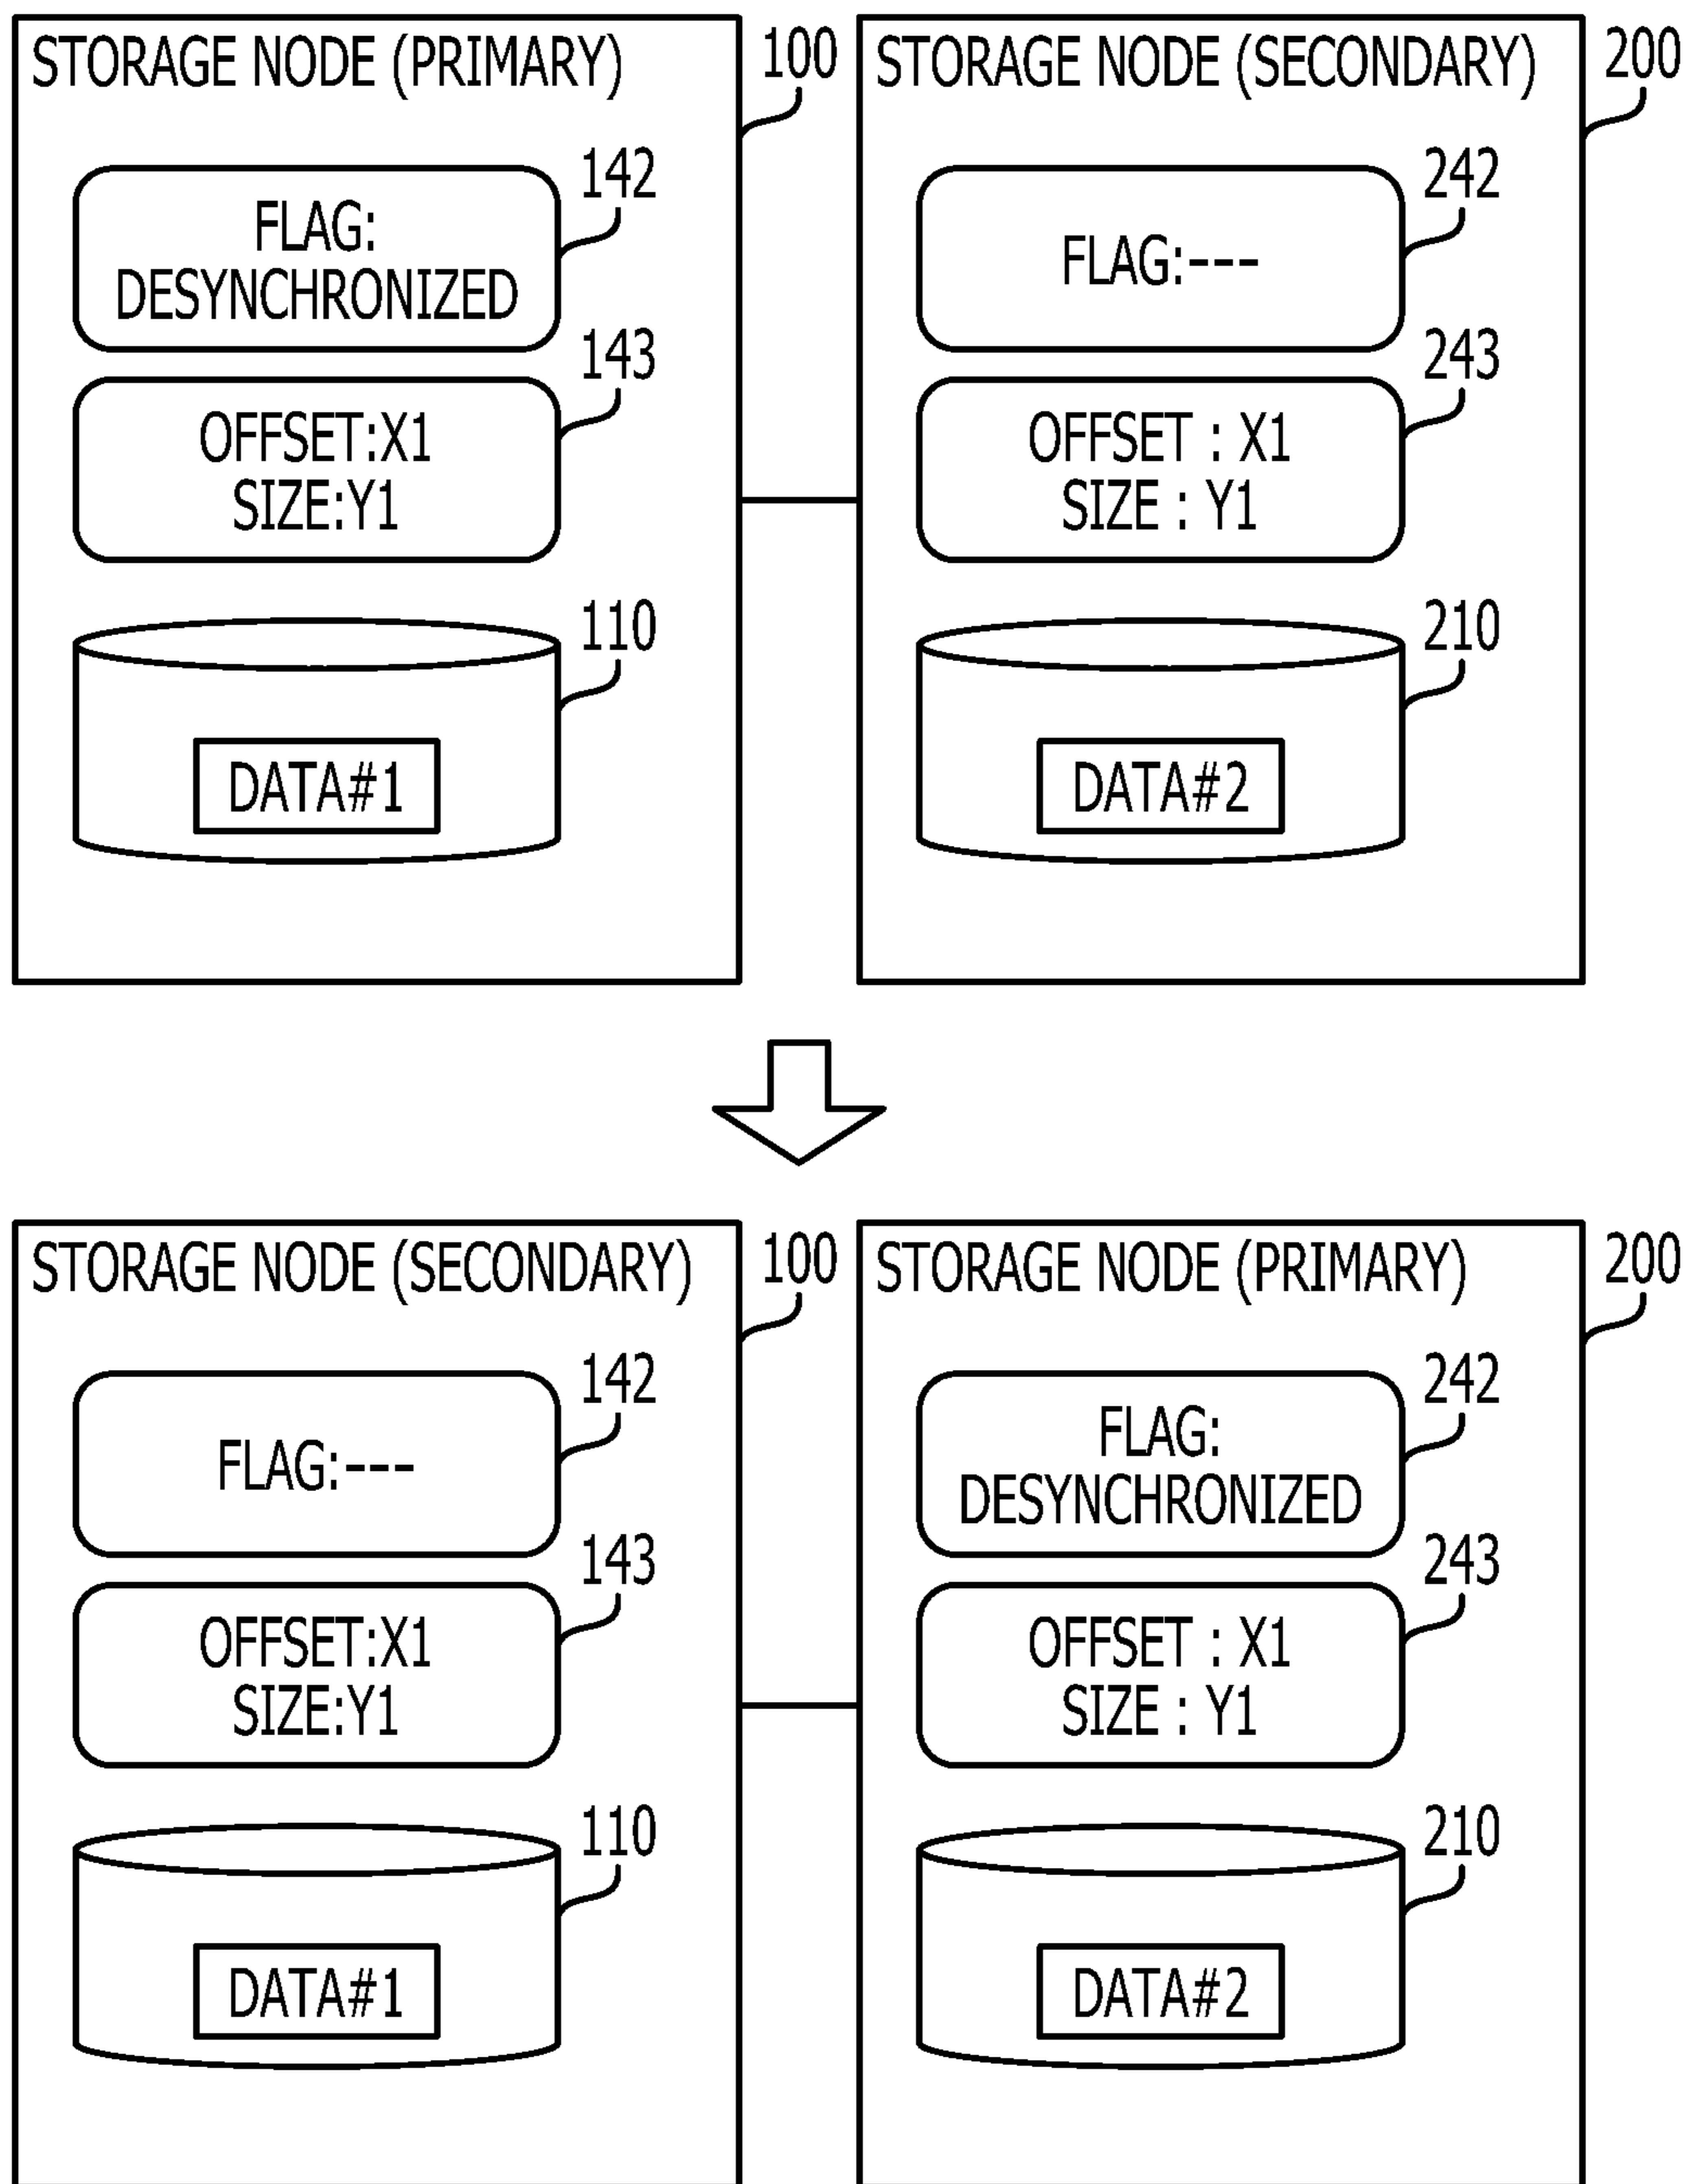 STORAGE NODE (PRIMARY)
100
142
FLAG:
DESYNCHRONIZED
143
OFFSET:X1
SIZE:Y1
110
DATA#1
STORAGE NODE (SECONDARY)
200
242
FLAG:---
243
OFFSET : X1
SIZE : Y1
210
DATA#2
STORAGE NODE (SECONDARY)
100
142
FLAG:---
143
OFFSET:X1
SIZE:Y1
110
DATA#1
STORAGE NODE (PRIMARY)
200
242
FLAG:
DESYNCHRONIZED
243
OFFSET : X1
SIZE : Y1
210
DATA#2